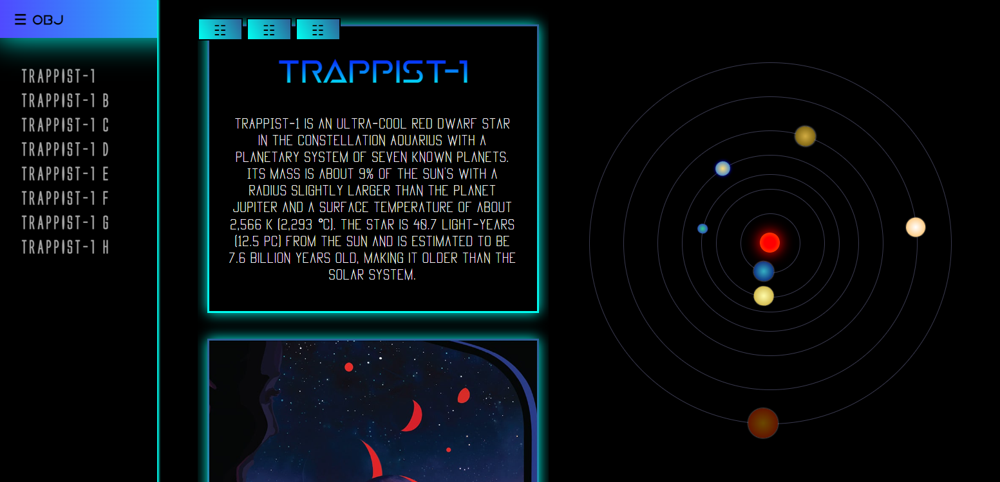 ☰ OBJ
TRAPPIST-1
TRAPPIST-1 B
TRAPPIST-1 C
TRAPPIST-1 D
TRAPPIST-1 E
TRAPPIST-1 F
TRAPPIST-1 G
TRAPPIST-1 H
TRAPPIST-1
TRAPPIST-1 IS AN ULTRA-COOL RED DWARF STAR
IN THE CONSTELLATION AQUARIUS WITH A
PLANETARY SYSTEM OF SEVEN KNOWN PLANETS.
ITS MASS IS ABOUT 9% OF THE SUN'S WITH A
RADIUS SLIGHTLY LARGER THAN THE PLANET
JUPITER AND A SURFACE TEMPERATURE OF ABOUT
2,566 K (2,293 °C). THE STAR IS 40.7 LIGHT-YEARS
(12.5 PC) FROM THE SUN AND IS ESTIMATED TO BE
7.6 BILLION YEARS OLD, MAKING IT OLDER THAN THE
SOLAR SYSTEM.